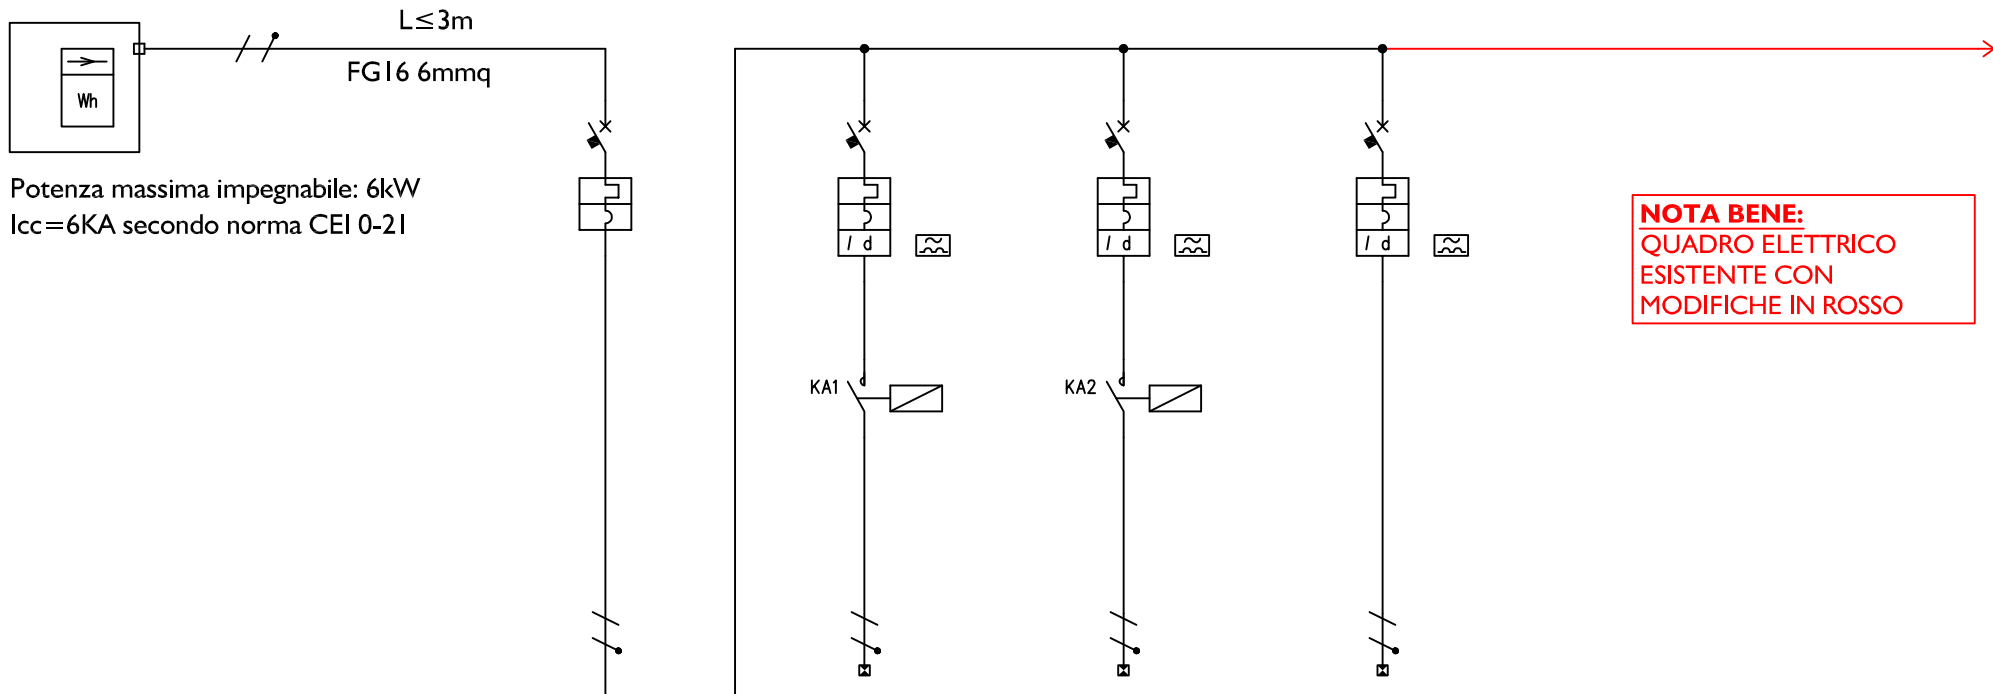 L≤3m
FG16 6mmq
Wh
Potenza massima impegnabile: 6kW
Icc=6KA secondo norma CEI 0-21
I d
I d
I d
NOTA BENE:
QUADRO ELETTRICO
ESISTENTE CON
MODIFICHE IN ROSSO
KA1
KA2